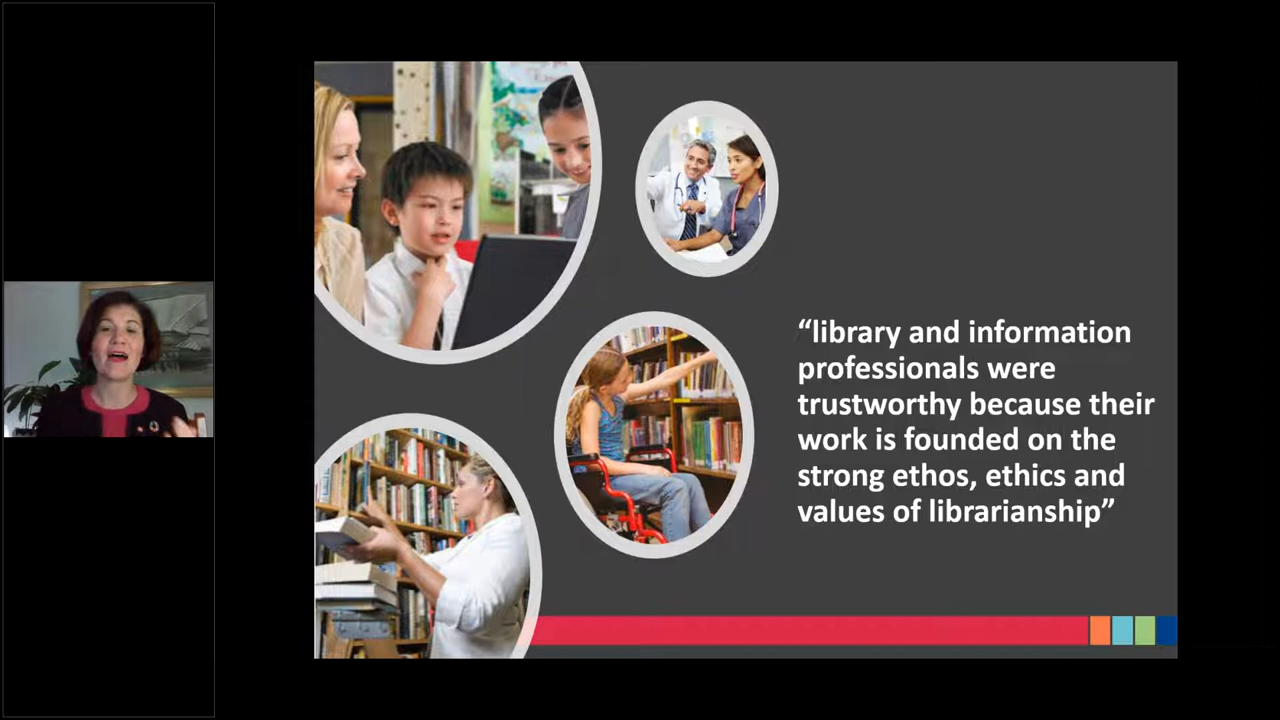 “library and information
professionals were
trustworthy because their
work is founded on the
strong ethos, ethics and
values of librarianship”